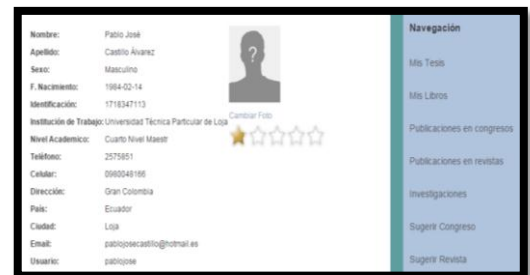 Nombre: Pablo José
Apellido: Castillo Álvarez
Sexo: Masculino
F. Nacimiento: 1984-02-14
Identificación: 1718347113
Institución de Trabajo: Universidad Técnica Particular de Loja
Nivel Academico: Cuarto Nivel Maestr
Teléfono: 2575851
Celular: 0980048166
Dirección: Gran Colombia
País: Ecuador
Ciudad: Loja
Email: pablojosecastillo@hotmail.es
Usuario: pablojose
?
Cambiar Foto
Navegación
Mis Tesis
Mis Libros
Publicaciones en congresos
Publicaciones en revistas
Investigaciones
Sugerir Congreso
Sugerir Revista